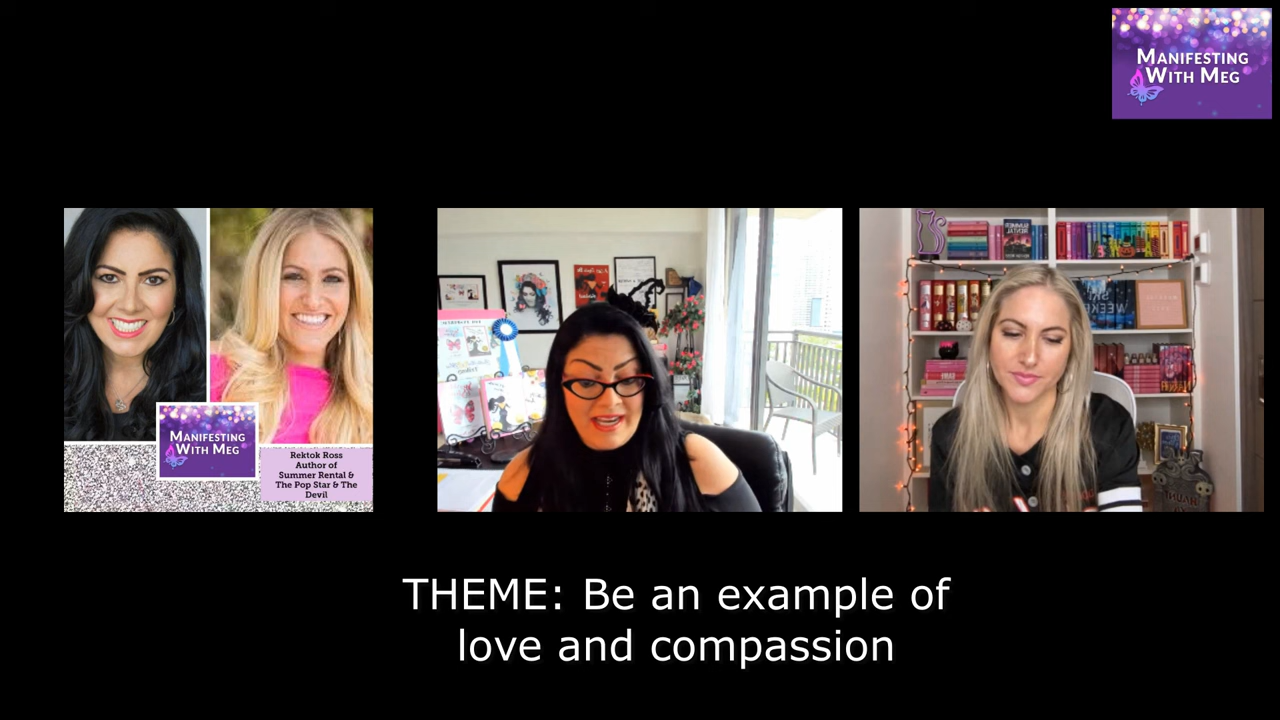 MANIFESTING
WITH MEG
MANIFESTING
WITH MEG
Rektok Ross
Author of
Summer Rental &
The Pop Star & The
Devil
THEME: Be an example of
love and compassion